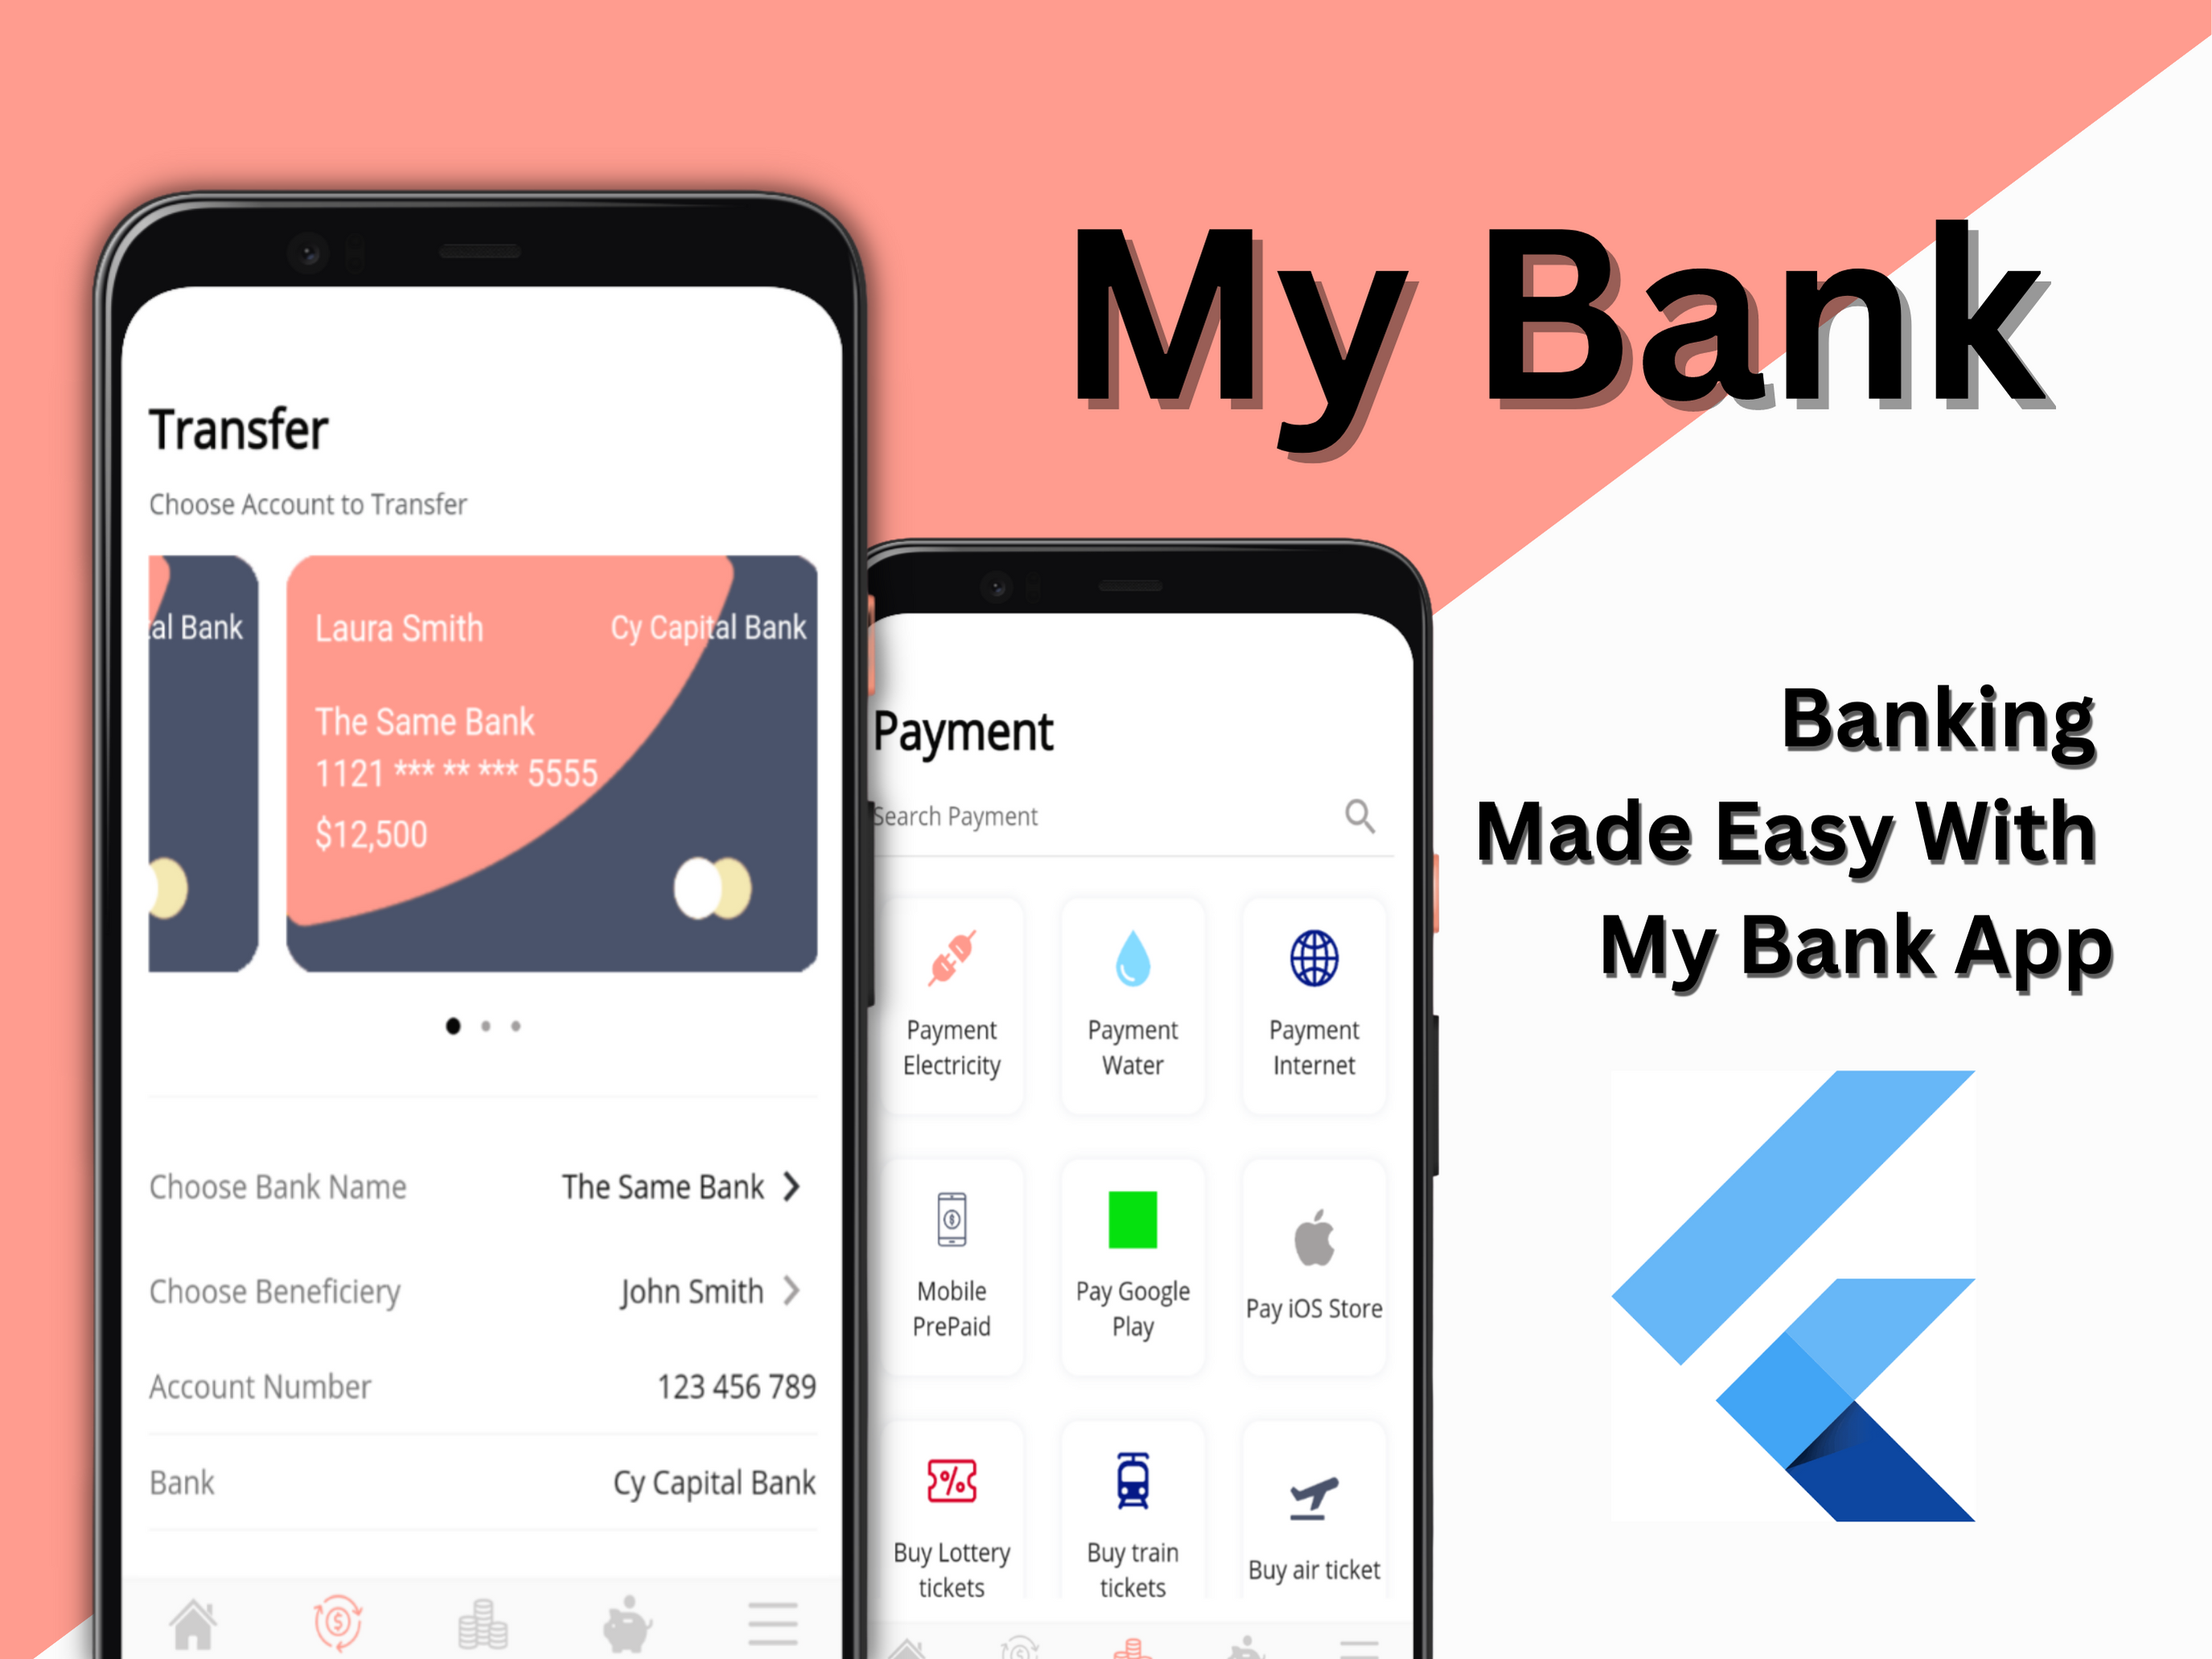 My Bank
Banking
Made Easy With
My Bank App
Transfer
Choose Account to Transfer
al Bank
Laura Smith
Cy Capital Bank
The Same Bank
1121 *** ** *** 5555
$12,500
Choose Bank Name
The Same Bank
Choose Beneficiery
John Smith
Account Number
123 456 789
Bank
Cy Capital Bank
Payment
Search Payment
Payment
Electricity
Payment
Water
Payment
Internet
Mobile
PrePaid
Pay Google
Play
Pay iOS Store
Buy Lottery
tickets
Buy train
tickets
Buy air ticket